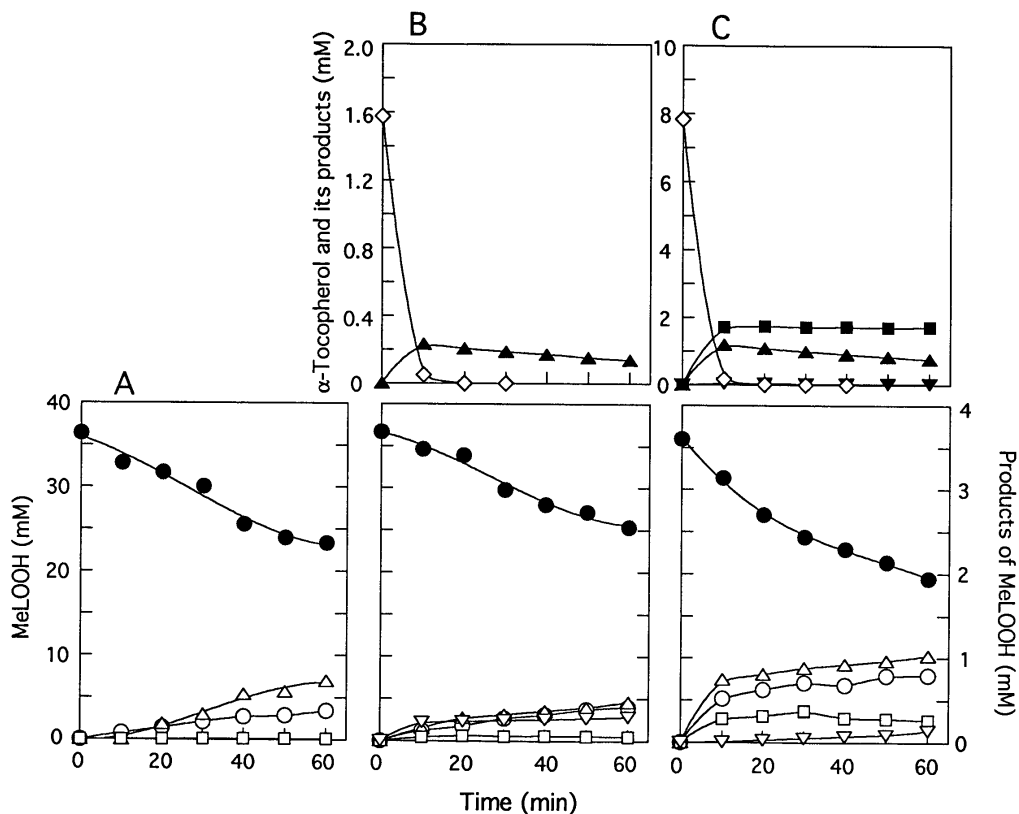 B
C
α-Tocopherol and its products (mM)
2.0
1.6
1.2
0.8
0.4
0
10
8
6
4
2
0
A
MeLOOH (mM)
40
30
20
10
0
4
3
2
1
0
Products of MeLOOH (mM)
0 20 40 60
0 20 40 60
0 20 40 60
Time (min)